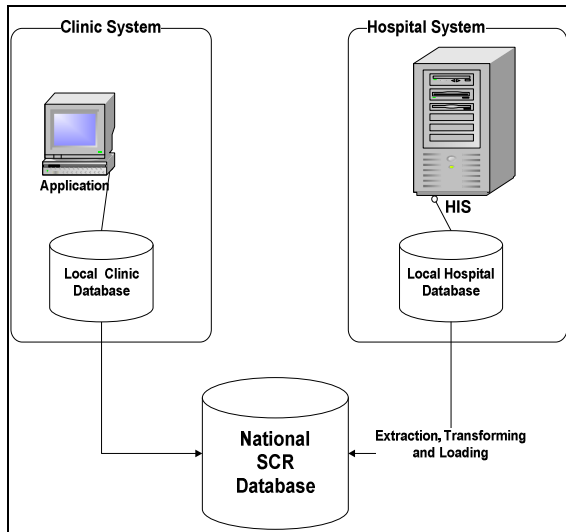 Clinic System
Hospital System
Application
HIS
Local Clinic
Database
Local Hospital
Database
National
SCR
Database
Extraction, Transforming
and Loading